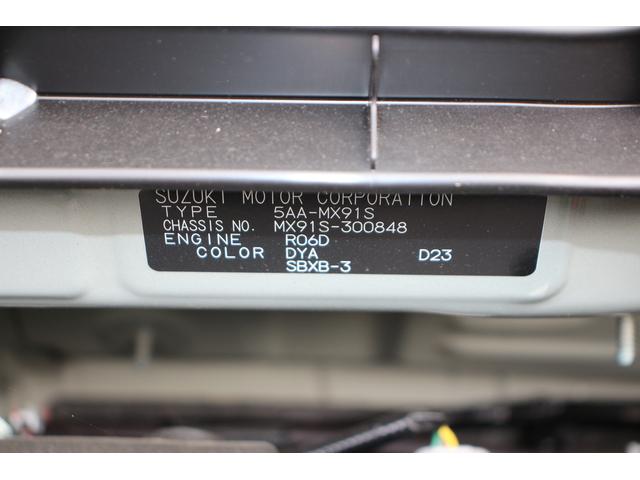 SUZUKI MOTOR CORPORATION
TYPE 5AA-MX91S
CHASSIS NO. MX91S-300848
ENGINE R06D
COLOR DYA D23
SBXB-3